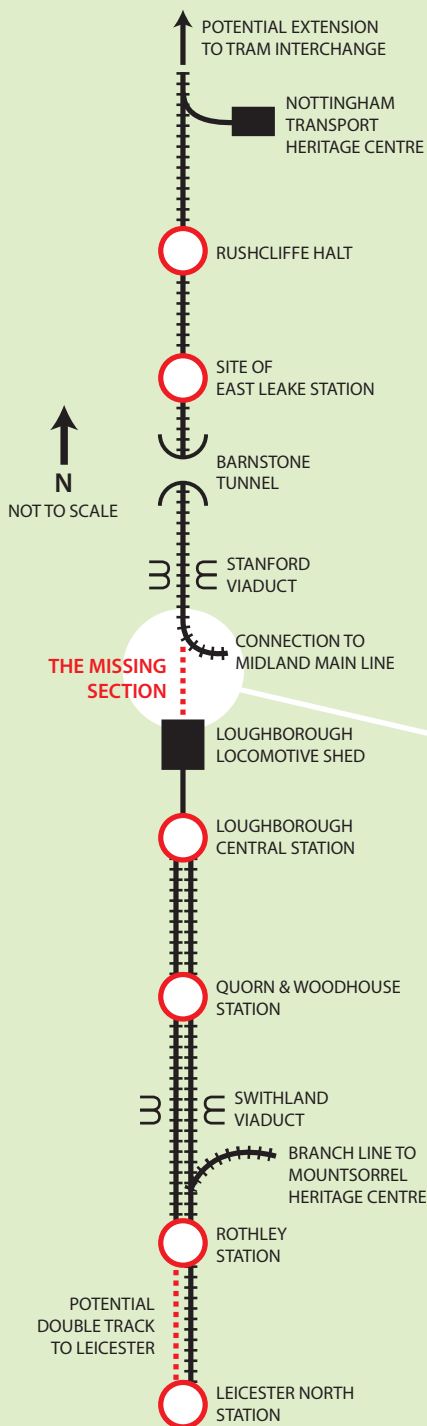 POTENTIAL EXTENSION
TO TRAM INTERCHANGE
NOTTINGHAM
TRANSPORT
HERITAGE CENTRE
RUSHCLIFFE HALT
SITE OF
EAST LEAKE STATION
N
NOT TO SCALE
BARNSTONE
TUNNEL
STANFORD
VIADUCT
CONNECTION TO
MIDLAND MAIN LINE
THE MISSING
SECTION
LOUGHBOROUGH
LOCOMOTIVE SHED
LOUGHBOROUGH
CENTRAL STATION
QUORN & WOODHOUSE
STATION
SWITHLAND
VIADUCT
BRANCH LINE TO
MOUNTSORREL
HERITAGE CENTRE
ROTHLEY
STATION
POTENTIAL
DOUBLE TRACK
TO LEICESTER
LEICESTER NORTH
STATION